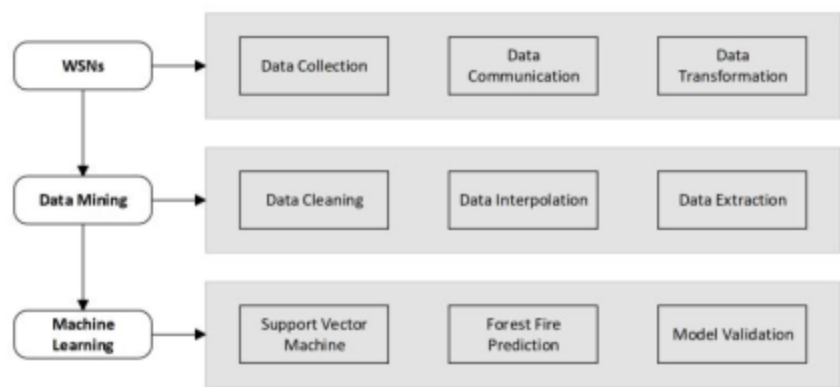 WSNs
Data Collection
Data
Communication
Data
Transformation
Data Mining
Data Cleaning
Data Interpolation
Data Extraction
Machine
Learning
Support Vector
Machine
Forest Fire
Prediction
Model Validation